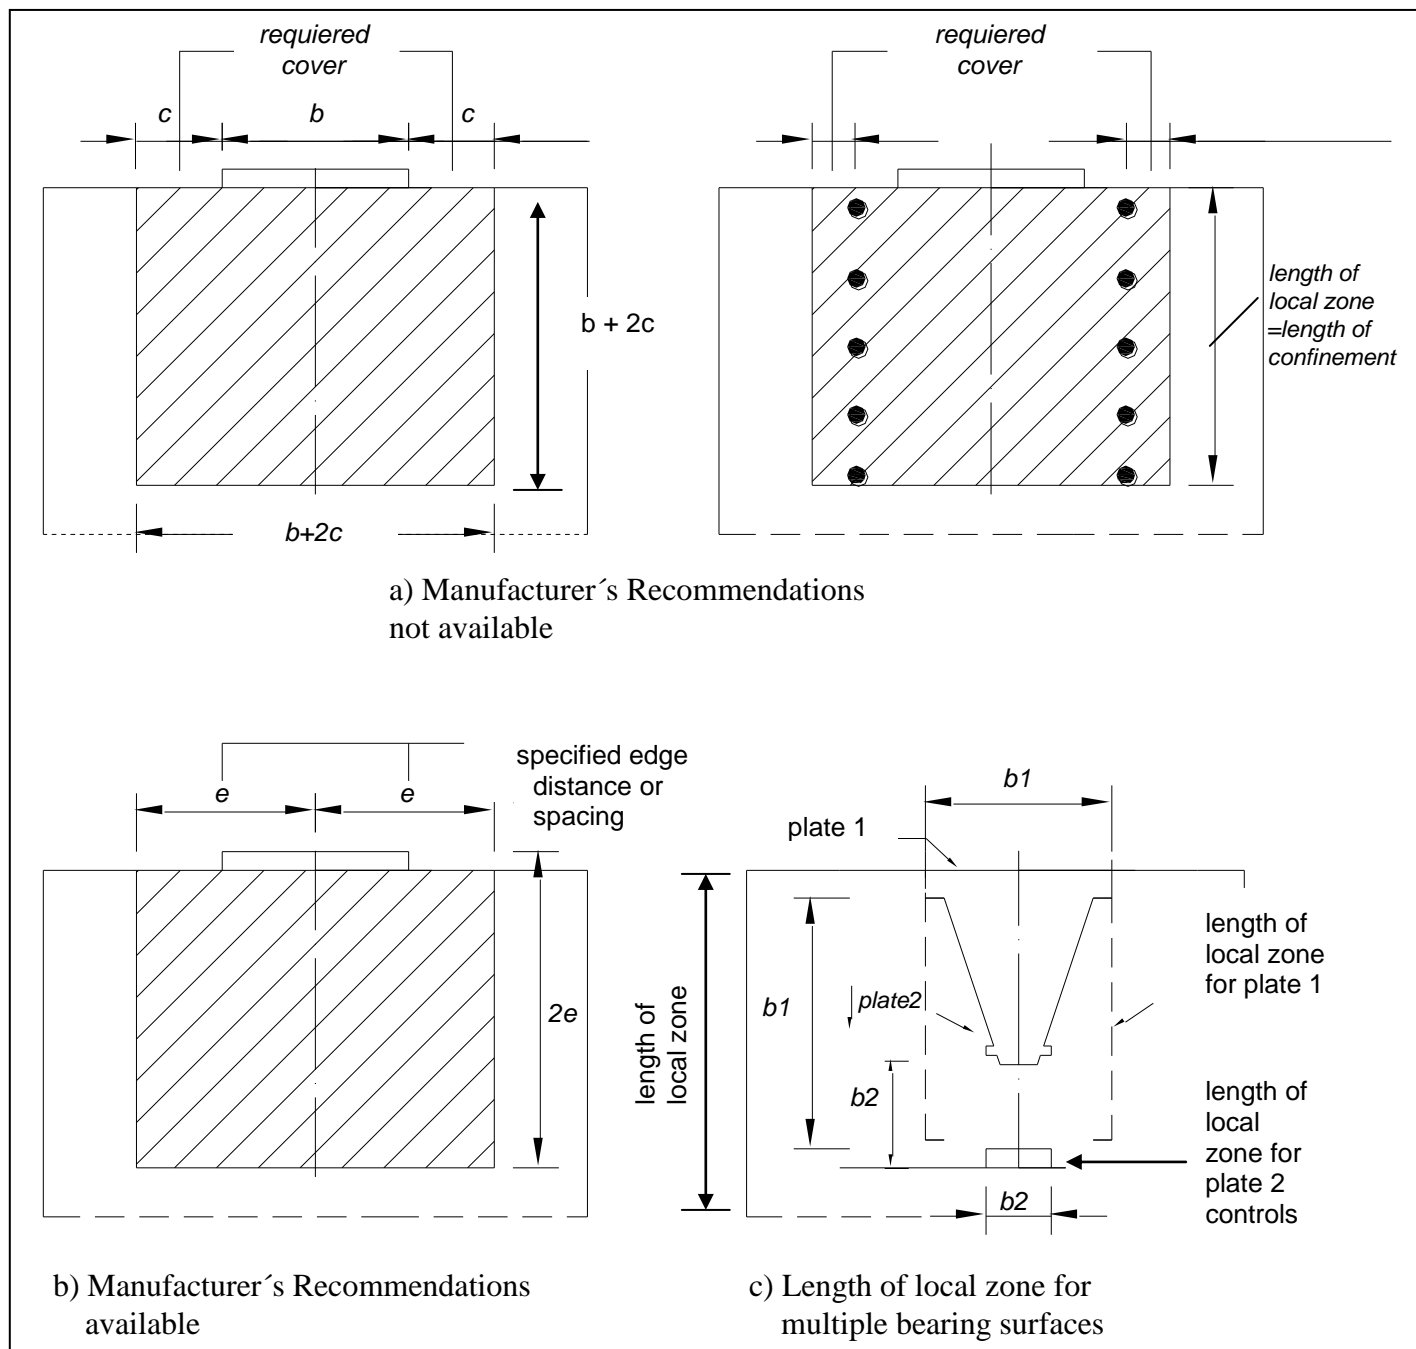 requiered
cover
c
b
c
b + 2c
b+2c
requiered
cover
length of
local zone
=length of
confinement
a) Manufacturer´s Recommendations
not available
specified edge
distance or
spacing
e
e
2e
b) Manufacturer´s Recommendations
available
b1
plate 1
length of
local zone
b1
plate2
b2
b2
length of
local zone
for plate 1
length of
local
zone for
plate 2
controls
c) Length of local zone for
multiple bearing surfaces